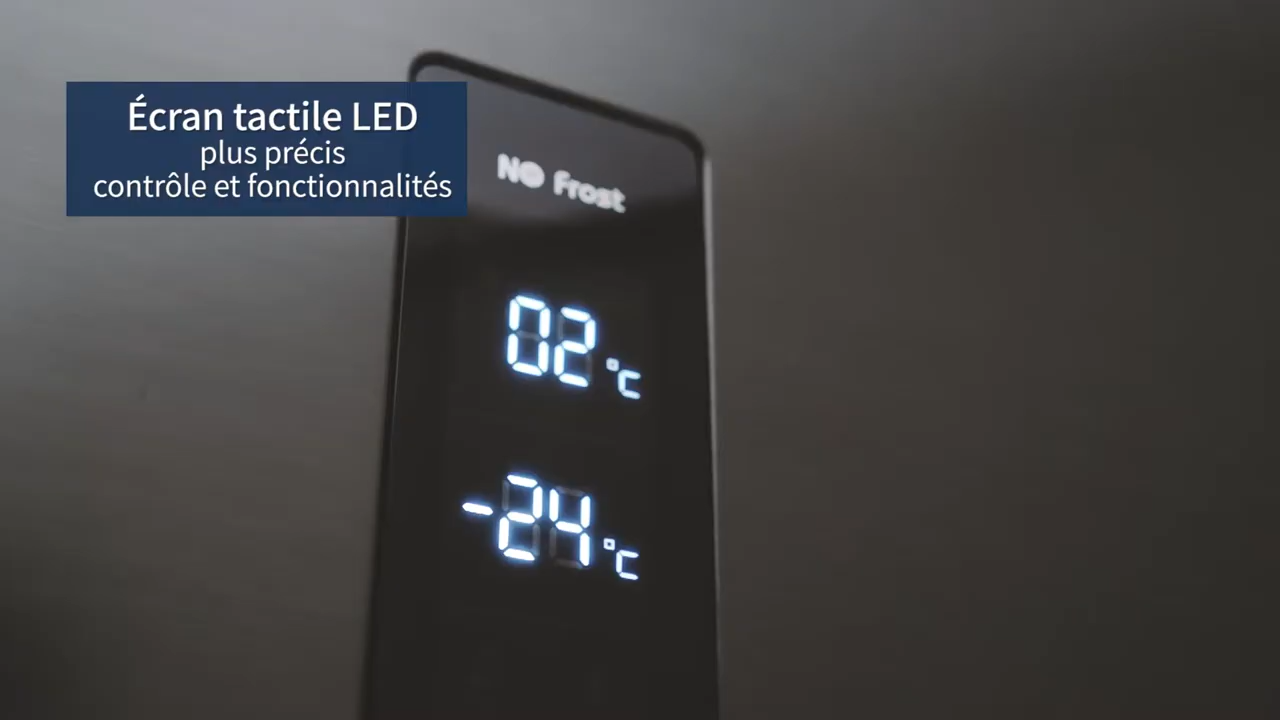 Écran tactile LED
plus précis
contrôle et fonctionnalités
NO Frost
02 °C
-24 °C